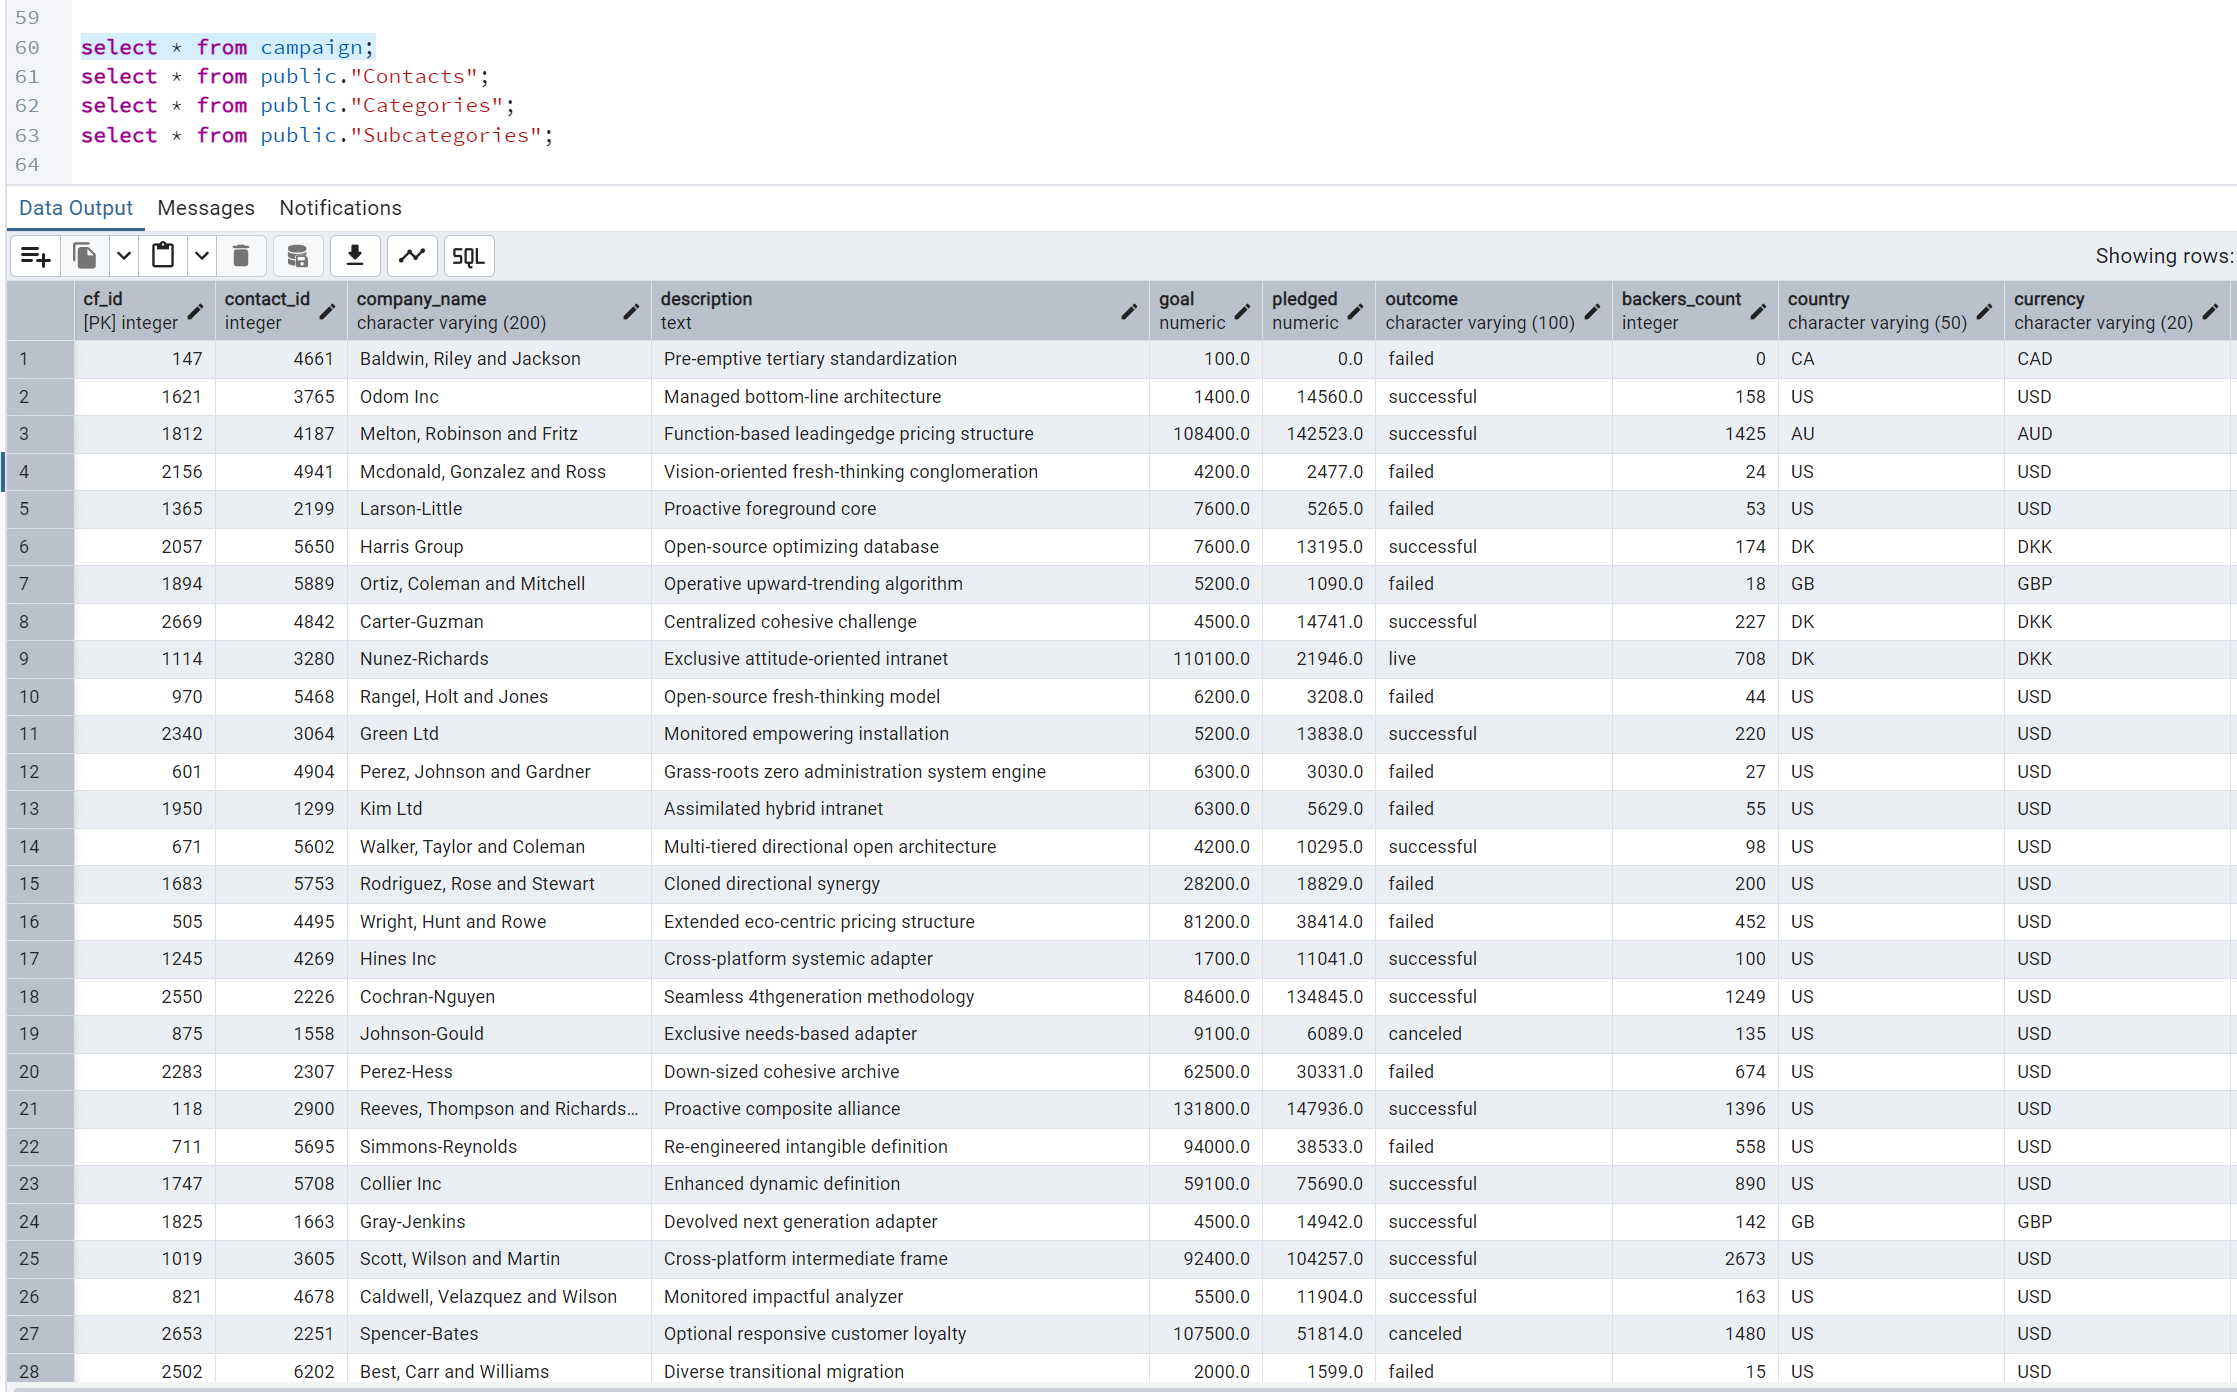 59
60 select * from campaign;
61 select * from public."Contacts";
62 select * from public."Categories";
63 select * from public."Subcategories";
64
Data Output Messages Notifications
SQL Showing rows:
cf_id contact_id company_name description goal pledged outcome backers_count country currency
[PK] integer integer character varying (200) text numeric numeric character varying (100) integer character varying (50) character varying (20)
1 147 4661 Baldwin, Riley and Jackson Pre-emptive tertiary standardization 100.0 0.0 failed 0 CA CAD
2 1621 3765 Odom Inc Managed bottom-line architecture 1400.0 14560.0 successful 158 US USD
3 1812 4187 Melton, Robinson and Fritz Function-based leadingedge pricing structure 108400.0 142523.0 successful 1425 AU AUD
4 2156 4941 Mcdonald, Gonzalez and Ross Vision-oriented fresh-thinking conglomeration 4200.0 2477.0 failed 24 US USD
5 1365 2199 Larson-Little Proactive foreground core 7600.0 5265.0 failed 53 US USD
6 2057 5650 Harris Group Open-source optimizing database 7600.0 13195.0 successful 174 DK DKK
7 1894 5889 Ortiz, Coleman and Mitchell Operative upward-trending algorithm 5200.0 1090.0 failed 18 GB GBP
8 2669 4842 Carter-Guzman Centralized cohesive challenge 4500.0 14741.0 successful 227 DK DKK
9 1114 3280 Nunez-Richards Exclusive attitude-oriented intranet 110100.0 21946.0 live 708 DK DKK
10 970 5468 Rangel, Holt and Jones Open-source fresh-thinking model 6200.0 3208.0 failed 44 US USD
11 2340 3064 Green Ltd Monitored empowering installation 5200.0 13838.0 successful 220 US USD
12 601 4904 Perez, Johnson and Gardner Grass-roots zero administration system engine 6300.0 3030.0 failed 27 US USD
13 1950 1299 Kim Ltd Assimilated hybrid intranet 6300.0 5629.0 failed 55 US USD
14 671 5602 Walker, Taylor and Coleman Multi-tiered directional open architecture 4200.0 10295.0 successful 98 US USD
15 1683 5753 Rodriguez, Rose and Stewart Cloned directional synergy 28200.0 18829.0 failed 200 US USD
16 505 4495 Wright, Hunt and Rowe Extended eco-centric pricing structure 81200.0 38414.0 failed 452 US USD
17 1245 4269 Hines Inc Cross-platform systemic adapter 1700.0 11041.0 successful 100 US USD
18 2550 2226 Cochran-Nguyen Seamless 4thgeneration methodology 84600.0 134845.0 successful 1249 US USD
19 875 1558 Johnson-Gould Exclusive needs-based adapter 9100.0 6089.0 canceled 135 US USD
20 2283 2307 Perez-Hess Down-sized cohesive archive 62500.0 30331.0 failed 674 US USD
21 118 2900 Reeves, Thompson and Richards... Proactive composite alliance 131800.0 147936.0 successful 1396 US USD
22 711 5695 Simmons-Reynolds Re-engineered intangible definition 94000.0 38533.0 failed 558 US USD
23 1747 5708 Collier Inc Enhanced dynamic definition 59100.0 75690.0 successful 890 US USD
24 1825 1663 Gray-Jenkins Devolved next generation adapter 4500.0 14942.0 successful 142 GB GBP
25 1019 3605 Scott, Wilson and Martin Cross-platform intermediate frame 92400.0 104257.0 successful 2673 US USD
26 821 4678 Caldwell, Velazquez and Wilson Monitored impactful analyzer 5500.0 11904.0 successful 163 US USD
27 2653 2251 Spencer-Bates Optional responsive customer loyalty 107500.0 51814.0 canceled 1480 US USD
28 2502 6202 Best, Carr and Williams Diverse transitional migration 2000.0 1599.0 failed 15 US USD